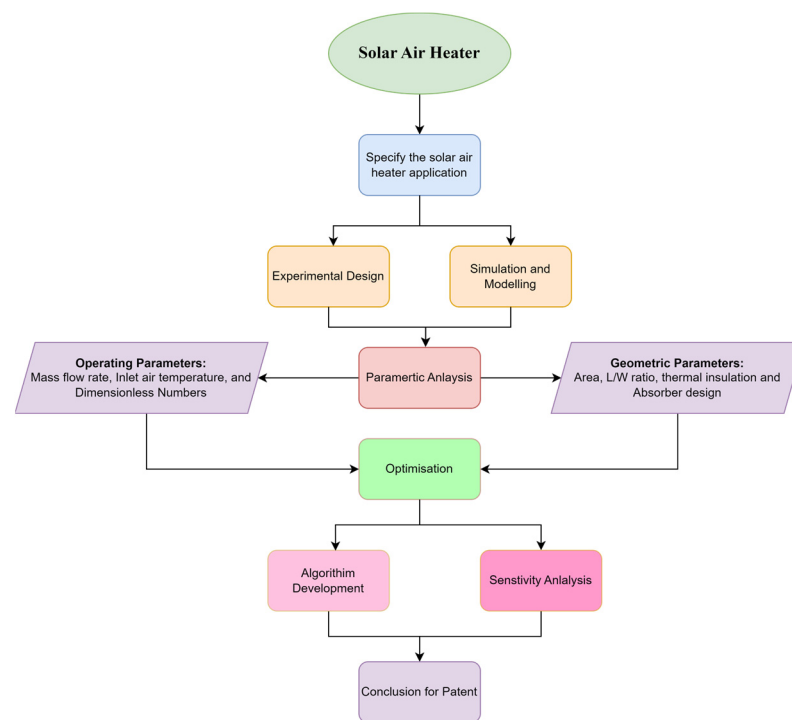 Solar Air Heater
Specify the solar air
heater application
Experimental Design
Simulation and
Modelling
Operating Parameters:
Mass flow rate, Inlet air temperature, and
Dimensionless Numbers
Paramertic Anlaysis
Geometric Parameters:
Area, L/W ratio, thermal insulation and
Absorber design
Optimisation
Algorithim
Development
Senstivity Anlalysis
Conclusion for Patent